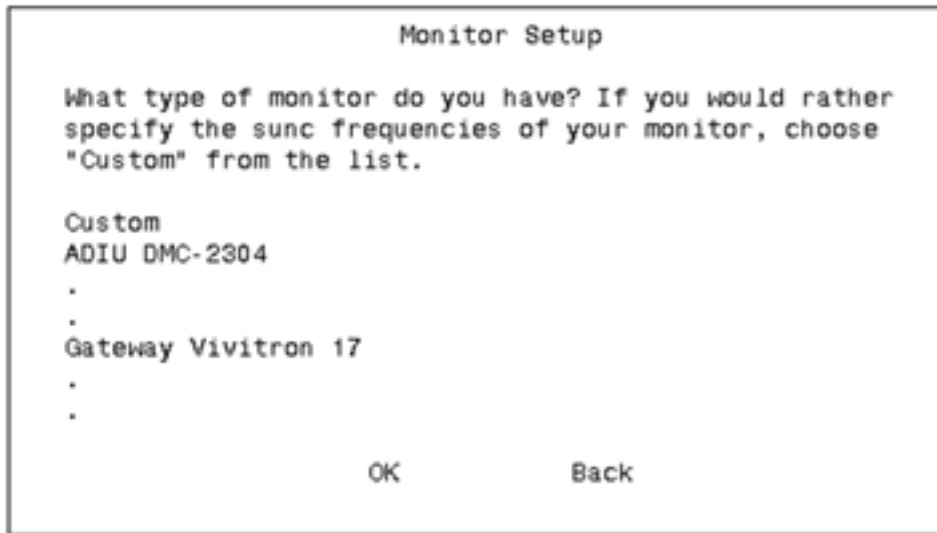 Monitor Setup
What type of monitor do you have? If you would rather
specify the sunc frequencies of your monitor, choose
"Custom" from the list.
Custom
ADIU DMC-2304
.
.
Gateway Vivitron 17
.
.
OK Back